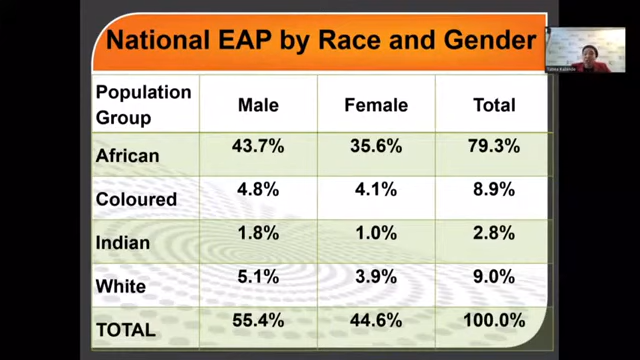 National EAP by Race and Gender
Population Group Male Female Total
African 43.7% 35.6% 79.3%
Coloured 4.8% 4.1% 8.9%
Indian 1.8% 1.0% 2.8%
White 5.1% 3.9% 9.0%
TOTAL 55.4% 44.6% 100.0%